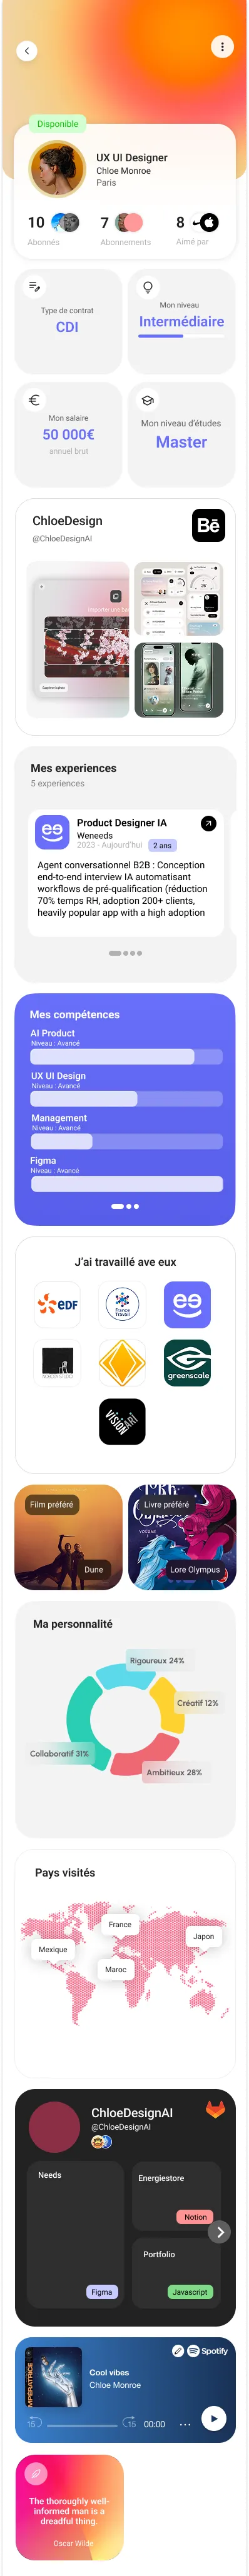 Disponible
UX UI Designer
Chloe Monroe
Paris
10
7
8
Abonnés
Abonnements
Aimé par
Type de contrat
CDI
Mon niveau
Intermédiaire
Mon salaire
50 000€
annuel brut
Mon niveau d'études
Master
ChloeDesign
@ChloeDesignAI
Bē
Mes experiences
5 experiences
Product Designer IA
Weneeds
2023 - Aujourd'hui
2 ans
Agent conversationnel B2B : Conception
end-to-end interview IA automatisant
workflows de pré-qualification (réduction
70% temps RH, adoption 200+ clients,
heavily popular app with a high adoption
Mes compétences
AI Product
Niveau : Avancé
UX UI Design
Niveau : Avancé
Management
Niveau : Avancé
Figma
Niveau : Avancé
J'ai travaillé ave eux
edf
France
Travail
NOBODY STUDIO
greenscale
VISIONARI
Film préféré
Dune
Livre préféré
Lore Olympus
Ma personnalité
Rigoureux 24%
Créatif 12%
Collaboratif 31%
Ambitieux 28%
Pays visités
France
Japon
Mexique
Maroc
ChloeDesignAI
@ChloeDesignAI
Needs
Figma
Energiestore
Notion
Portfolio
Javascript
Spotify
IMPÉRATRICE
Cool vibes
Chloe Monroe
15
15
00:00
The thoroughly well-
informed man is a
dreadful thing.
Oscar Wilde